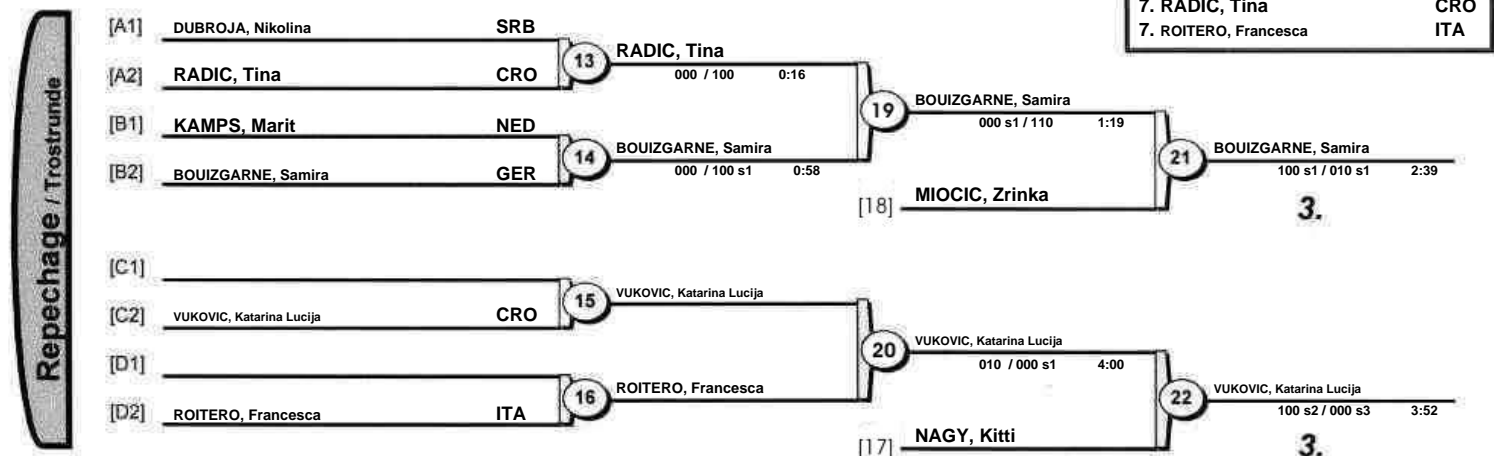 7. RADIC, Tina CRO
7. ROITERO, Francesca ITA
Repechage / Trostrunde
[A1] DUBROJA, Nikolina SRB
[A2] RADIC, Tina CRO
13 RADIC, Tina
000 / 100 0:16
[B1] KAMPS, Marit NED
[B2] BOUIZGARNE, Samira GER
14 BOUIZGARNE, Samira
000 / 100 s1 0:58
19 BOUIZGARNE, Samira
000 s1 / 110 1:19
[18] MIOCIC, Zrinka
21 BOUIZGARNE, Samira
100 s1 / 010 s1 2:39
3.
[C1]
[C2] VUKOVIC, Katarina Lucija CRO
15 VUKOVIC, Katarina Lucija
[D1]
[D2] ROITERO, Francesca ITA
16 ROITERO, Francesca
20 VUKOVIC, Katarina Lucija
010 / 000 s1 4:00
[17] NAGY, Kitti
22 VUKOVIC, Katarina Lucija
100 s2 / 000 s3 3:52
3.